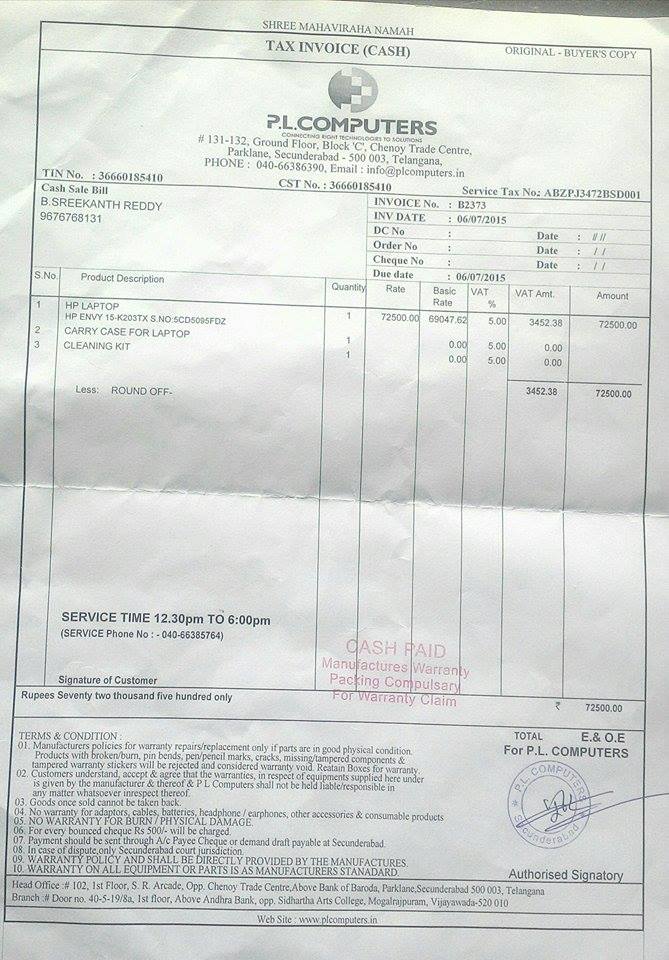 SHREE MAHAVIRAHA NAMAH
TAX INVOICE (CASH)
ORIGINAL - BUYER'S COPY
P.L.COMPUTERS
CONNECTING RIGHT TECHNOLOGIES TO SOLUTIONS
# 131-132, Ground Floor, Block 'C', Chenoy Trade Centre,
Parklane, Secunderabad - 500 003, Telangana,
PHONE : 040-66386390, Email : info@plcomputers.in
TIN No. : 36660185410 CST No. : 36660185410 Service Tax No.: ABZPJ3472BSD001
Cash Sale Bill
B.SREEKANTH REDDY
9676768131
INVOICE No. : B2373
INV DATE : 06/07/2015
DC No : Date : / /
Order No : Date : / /
Cheque No : Date : / /
Due date : 06/07/2015
S.No. Product Description Quantity Rate Basic Rate VAT % VAT Amt. Amount
1 HP LAPTOP
HP ENVY 15-K203TX S.NO:5CD5095FDZ 1 72500.00 69047.62 5.00 3452.38 72500.00
2 CARRY CASE FOR LAPTOP 1 0.00 5.00 0.00
3 CLEANING KIT 1 0.00 5.00 0.00
3452.38 72500.00
Less: ROUND OFF-
SERVICE TIME 12.30pm TO 6:00pm
(SERVICE Phone No : - 040-66385764)
CASH PAID
Manufactures Warranty
Packing Compulsary
For Warranty Claim
Signature of Customer
Rupees Seventy two thousand five hundred only ₹ 72500.00
TERMS & CONDITION :
01. Manufacturers policies for warranty repairs/replacement only if parts are in good physical condition.
Products with broken/burn, pin bends, pen/pencil marks, cracks, missing/tampered components &
tampered warranty stickers will be rejected and considered warranty void. Reatain Boxes for warranty.
02. Customers understand, accept & agree that the warranties, in respect of equipments supplied here under
is given by the manufacturer & thereof & P L Computers shall not be held liable/responsible in
any matter whatsoever inrespect thereof.
03. Goods once sold cannot be taken back.
04. No warranty for adaptors, cables, batteries, headphone / earphones, other accessories & consumable products
05. NO WARRANTY FOR BURN / PHYSICAL DAMAGE.
06. For every bounced cheque Rs 500/- will be charged.
07. Payment should be sent through A/c Payee Cheque or demand draft payable at Secunderabad.
08. In case of dispute,only Secunderabad court jurisdiction.
09. WARRANTY POLICY AND SHALL BE DIRECTLY PROVIDED BY THE MANUFACTURES.
10. WARRANTY ON ALL EQUIPMENT OR PARTS IS AS MANUFACTURERS STANADARD.
TOTAL E.& O.E
For P.L. COMPUTERS
P.L. COMPUTERS
Secunderabad
Authorised Signatory
Head Office :# 102, 1st Floor, S. R. Arcade, Opp. Chenoy Trade Centre,Above Bank of Baroda, Parklane,Secunderabad 500 003, Telangana
Branch :# Door no. 40-5-19/8a, 1st floor, Above Andhra Bank, opp. Sidhartha Arts College, Mogalrajpuram, Vijayawada-520 010
Web Site : www.plcomputers.in